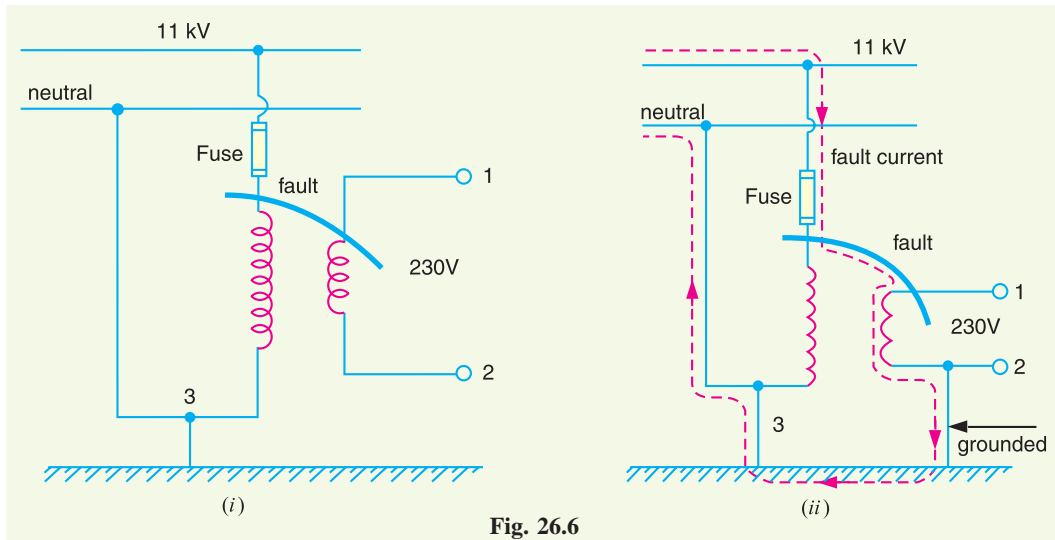 11 kV
neutral
Fuse
fault
1
230V
2
3
(i)
11 kV
neutral
fault current
Fuse
fault
1
230V
2
3
grounded
(ii)
Fig. 26.6